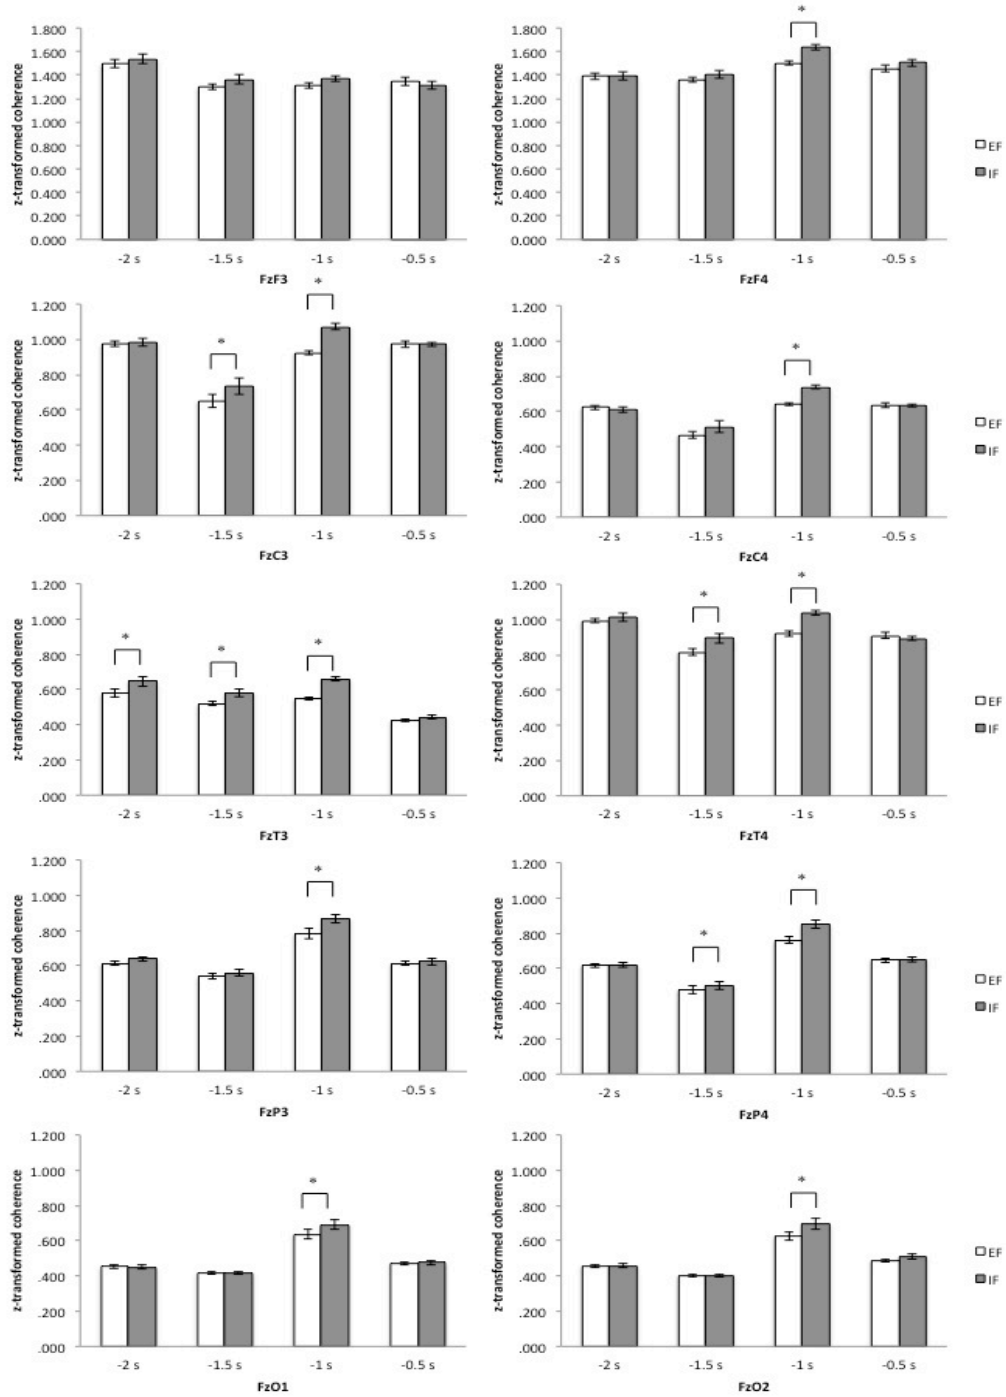 z-transformed coherence
1.800
1.600
1.400
1.200
1.000
0.800
0.600
0.400
0.200
0.000
-2 s -1.5 s -1 s -0.5 s
FzF3
z-transformed coherence
1.800
1.600
1.400
1.200
1.000
0.800
0.600
0.400
0.200
0.000
*
-2 s -1.5 s -1 s -0.5 s
FzF4
EF
IF
z-transformed coherence
1.200
1.000
.800
.600
.400
.200
.000
* *
-2 s -1.5 s -1 s -0.5 s
FzC3
z-transformed coherence
1.200
1.000
.800
.600
.400
.200
.000
*
-2 s -1.5 s -1 s -0.5 s
FzC4
EF
IF
z-transformed coherence
1.200
1.000
.800
.600
.400
.200
.000
* * *
-2 s -1.5 s -1 s -0.5 s
FzT3
z-transformed coherence
1.200
1.000
.800
.600
.400
.200
.000
* *
-2 s -1.5 s -1 s -0.5 s
FzT4
EF
IF
z-transformed coherence
1.200
1.000
.800
.600
.400
.200
.000
*
-2 s -1.5 s -1 s -0.5 s
FzP3
z-transformed coherence
1.200
1.000
.800
.600
.400
.200
.000
* *
-2 s -1.5 s -1 s -0.5 s
FzP4
EF
IF
z-transformed coherence
1.200
1.000
.800
.600
.400
.200
.000
*
-2 s -1.5 s -1 s -0.5 s
FzO1
z-transformed coherence
1.200
1.000
.800
.600
.400
.200
.000
*
-2 s -1.5 s -1 s -0.5 s
FzO2
EF
IF